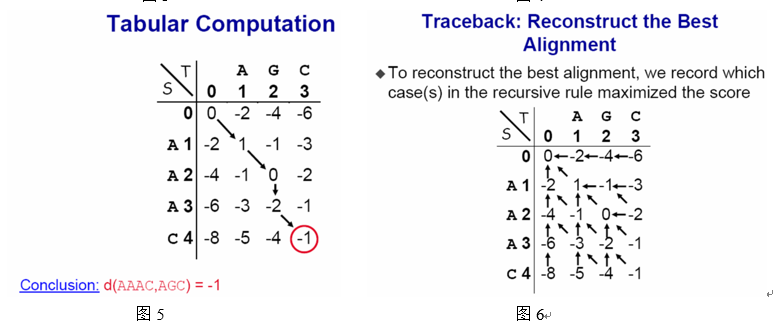 Tabular Computation
T A G C
S 0 1 2 3
0 0 -2 -4 -6
A 1 -2 1 -1 -3
A 2 -4 -1 0 -2
A 3 -6 -3 -2 -1
C 4 -8 -5 -4 -1
Conclusion: d(AAAC,AGC) = -1
图 5
Traceback: Reconstruct the Best
Alignment
To reconstruct the best alignment, we record which
case(s) in the recursive rule maximized the score
T A G C
S 0 1 2 3
0 0 -2 -4 -6
A 1 -2 1 -1 -3
A 2 -4 -1 0 -2
A 3 -6 -3 -2 -1
C 4 -8 -5 -4 -1
图 6